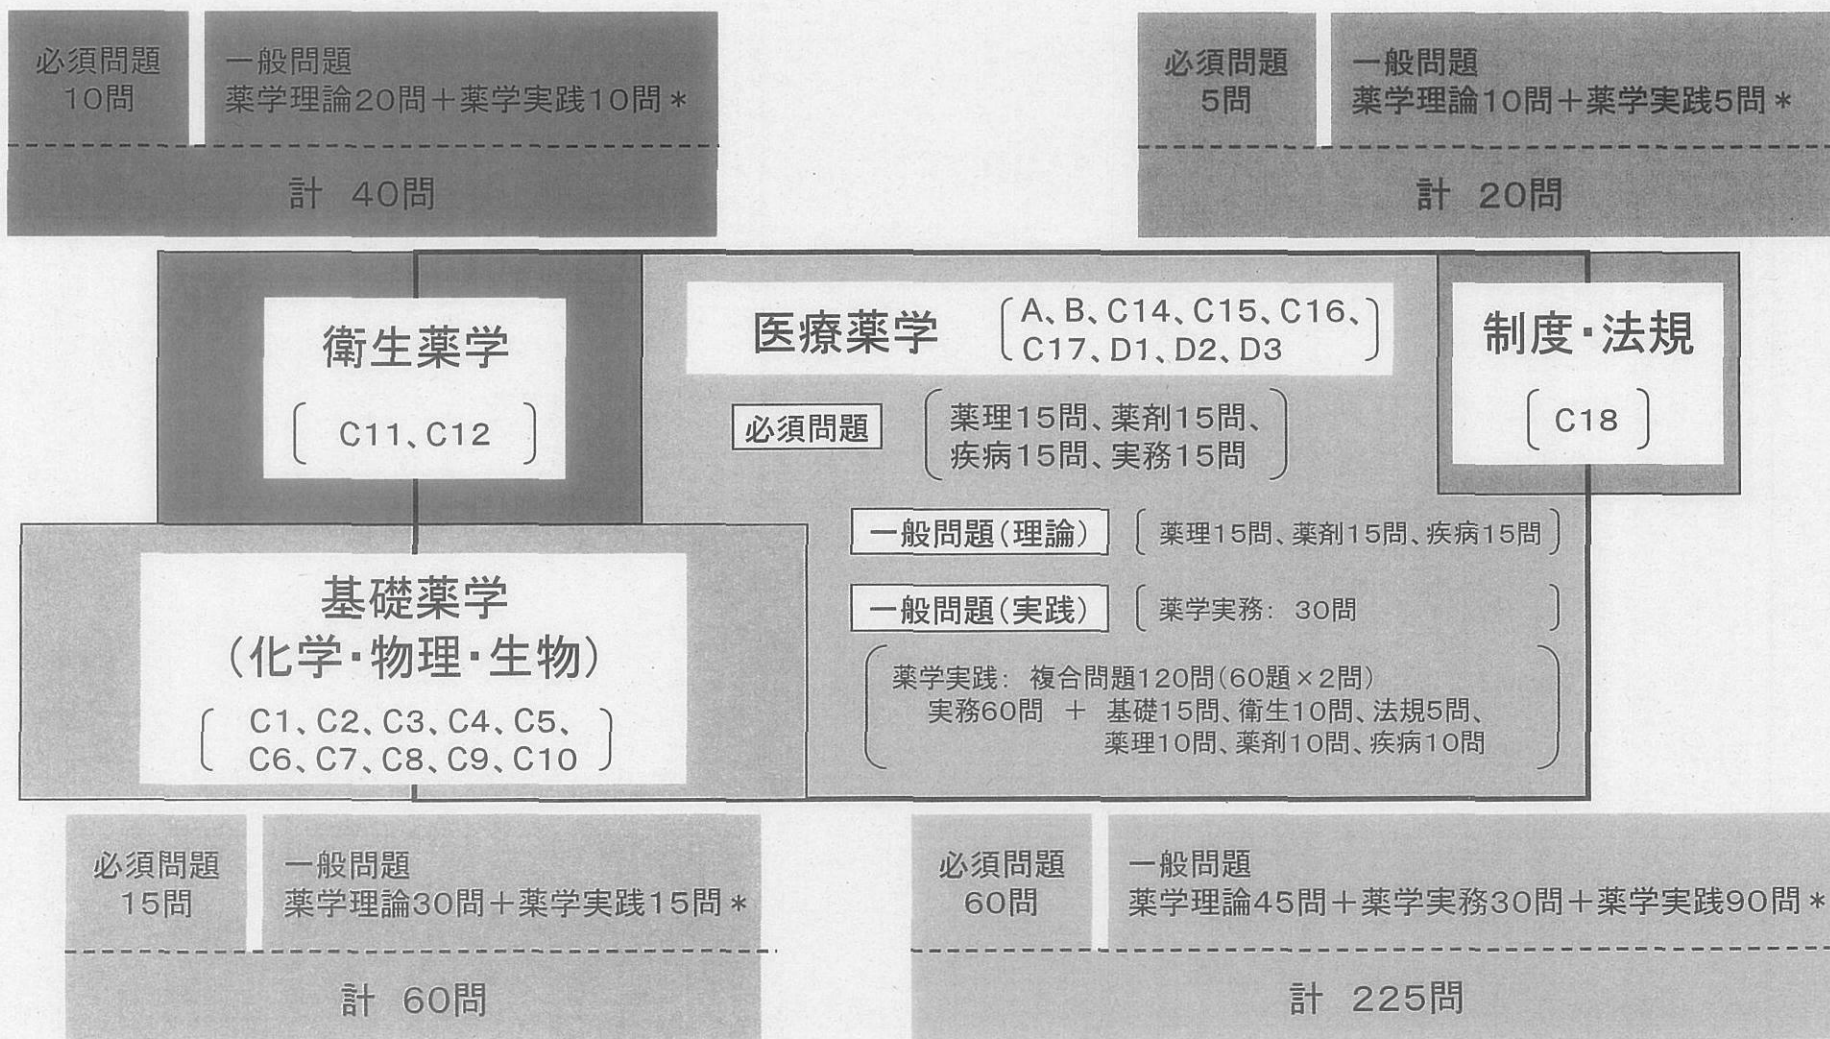 必須問題
10問
一般問題
薬学理論20問+薬学実践10問*
計 40問
必須問題
5問
一般問題
薬学理論10問+薬学実践5問*
計 20問
衛生薬学
C11、C12
医療薬学
A、B、C14、C15、C16、
C17、D1、D2、D3
制度・法規
C18
必須問題
薬理15問、薬剤15問、
疾病15問、実務15問
一般問題(理論)
薬理15問、薬剤15問、疾病15問
一般問題(実践)
薬学実務: 30問
薬学実践: 複合問題120問(60題×2問)
実務60問 + 基礎15問、衛生10問、法規5問、
薬理10問、薬剤10問、疾病10問
基礎薬学
(化学・物理・生物)
C1、C2、C3、C4、C5、
C6、C7、C8、C9、C10
必須問題
15問
一般問題
薬学理論30問+薬学実践15問*
計 60問
必須問題
60問
一般問題
薬学理論45問+薬学実務30問+薬学実践90問*
計 225問